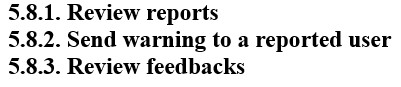 5.8.1. Review reports
5.8.2. Send warning to a reported user
5.8.3. Review feedbacks